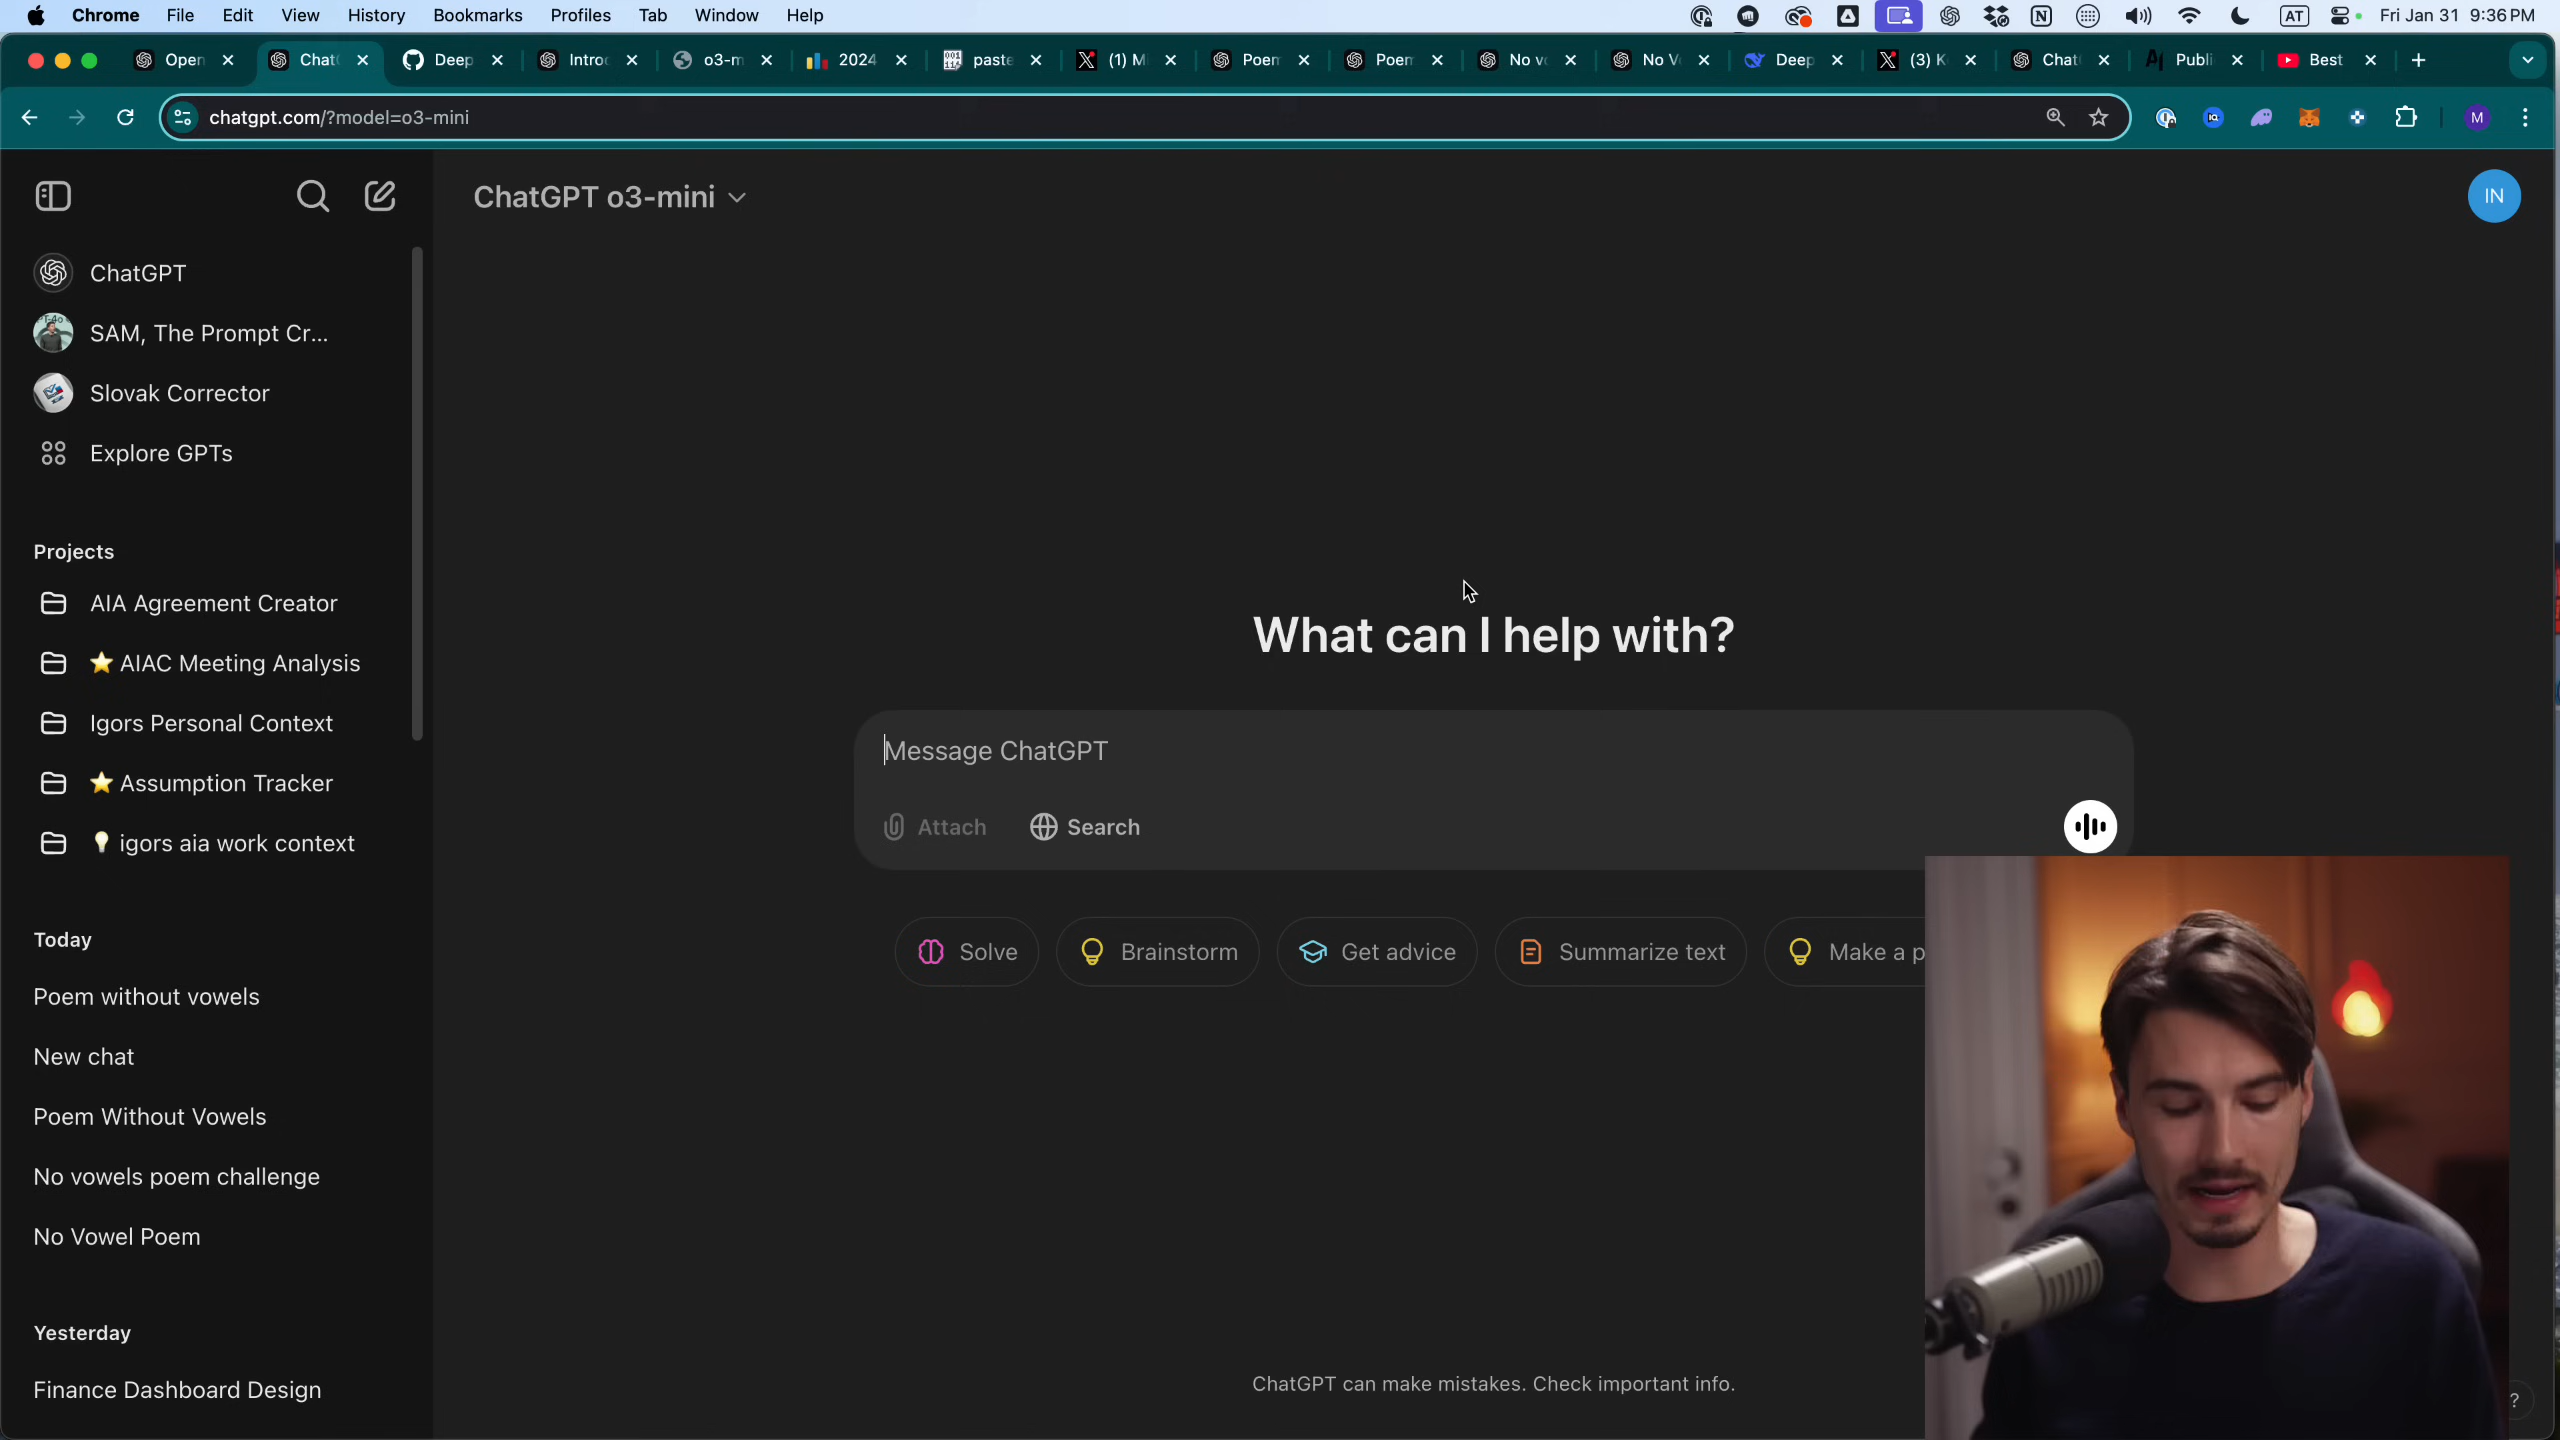 Chrome File Edit View History Bookmarks Profiles Tab Window Help AT Fri Jan 31 9:36 PM
Open Chat Deep Intro o3-m 2024 paste (1) M Poem Poem No v No V Deep (3) K Chat Publi Best
chatgpt.com/?model=o3-mini M
ChatGPT o3-mini IN
ChatGPT
SAM, The Prompt Cr...
Slovak Corrector
Explore GPTs
Projects
AIA Agreement Creator
AIAC Meeting Analysis
Igors Personal Context
Assumption Tracker
igors aia work context
Today
Poem without vowels
New chat
Poem Without Vowels
No vowels poem challenge
No Vowel Poem
Yesterday
Finance Dashboard Design
What can I help with?
Message ChatGPT
Attach Search
Solve Brainstorm Get advice Summarize text Make a p
ChatGPT can make mistakes. Check important info.
?